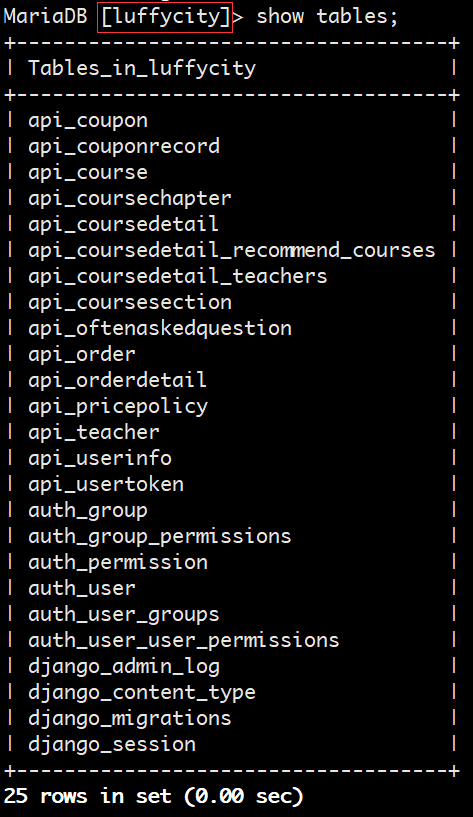 MariaDB [luffycity]> show tables;
+------------------------------------+
| Tables_in_luffycity                |
+------------------------------------+
| api_coupon                         |
| api_couponrecord                   |
| api_course                         |
| api_coursechapter                  |
| api_coursedetail                   |
| api_coursedetail_recommend_courses |
| api_coursedetail_teachers          |
| api_coursesection                  |
| api_oftenaskedquestion             |
| api_order                          |
| api_orderdetail                    |
| api_pricepolicy                    |
| api_teacher                        |
| api_userinfo                       |
| api_usertoken                      |
| auth_group                         |
| auth_group_permissions             |
| auth_permission                    |
| auth_user                          |
| auth_user_groups                   |
| auth_user_user_permissions         |
| django_admin_log                   |
| django_content_type                |
| django_migrations                  |
| django_session                     |
+------------------------------------+
25 rows in set (0.00 sec)